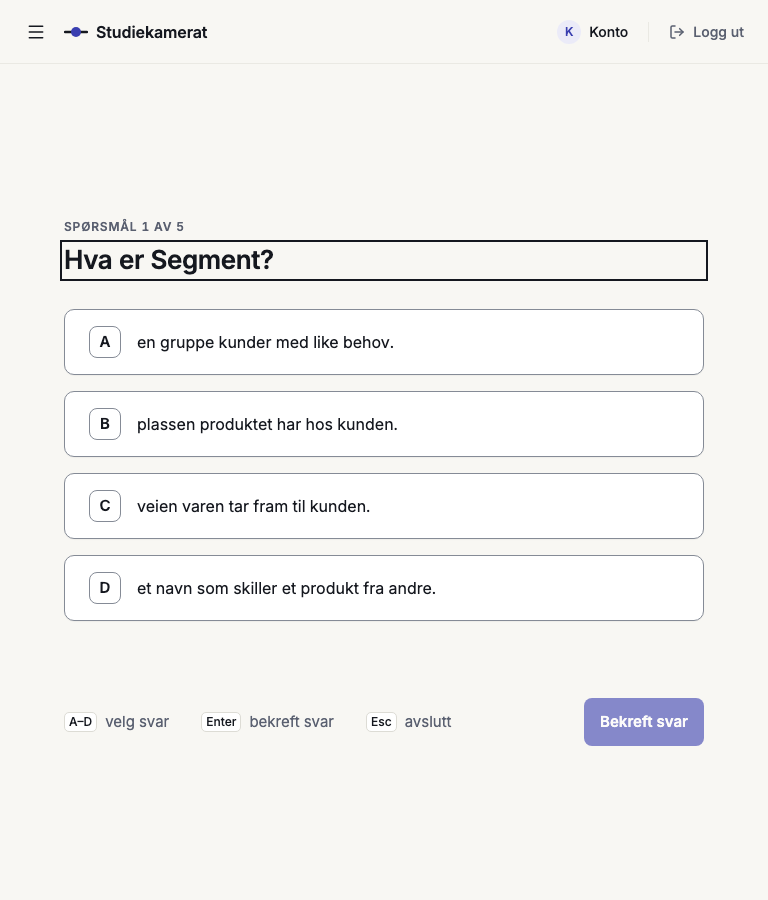 Studiekamerat
K Konto
Logg ut
SPØRSMÅL 1 AV 5
Hva er Segment?
A en gruppe kunder med like behov.
B plassen produktet har hos kunden.
C veien varen tar fram til kunden.
D et navn som skiller et produkt fra andre.
A–D velg svar
Enter bekreft svar
Esc avslutt
Bekreft svar